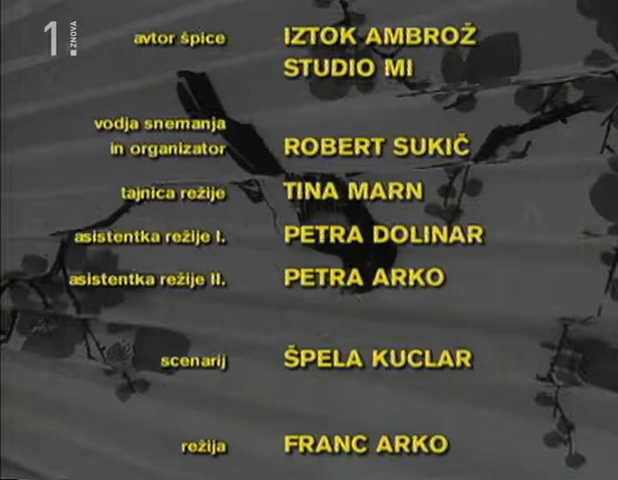 1 ZNOVA
avtor špice IZTOK AMBROŽ
STUDIO MI
vodja snemanja
in organizator ROBERT SUKIČ
tajnica režije TINA MARN
asistentka režije I. PETRA DOLINAR
asistentka režije II. PETRA ARKO
scenarij ŠPELA KUCLAR
režija FRANC ARKO